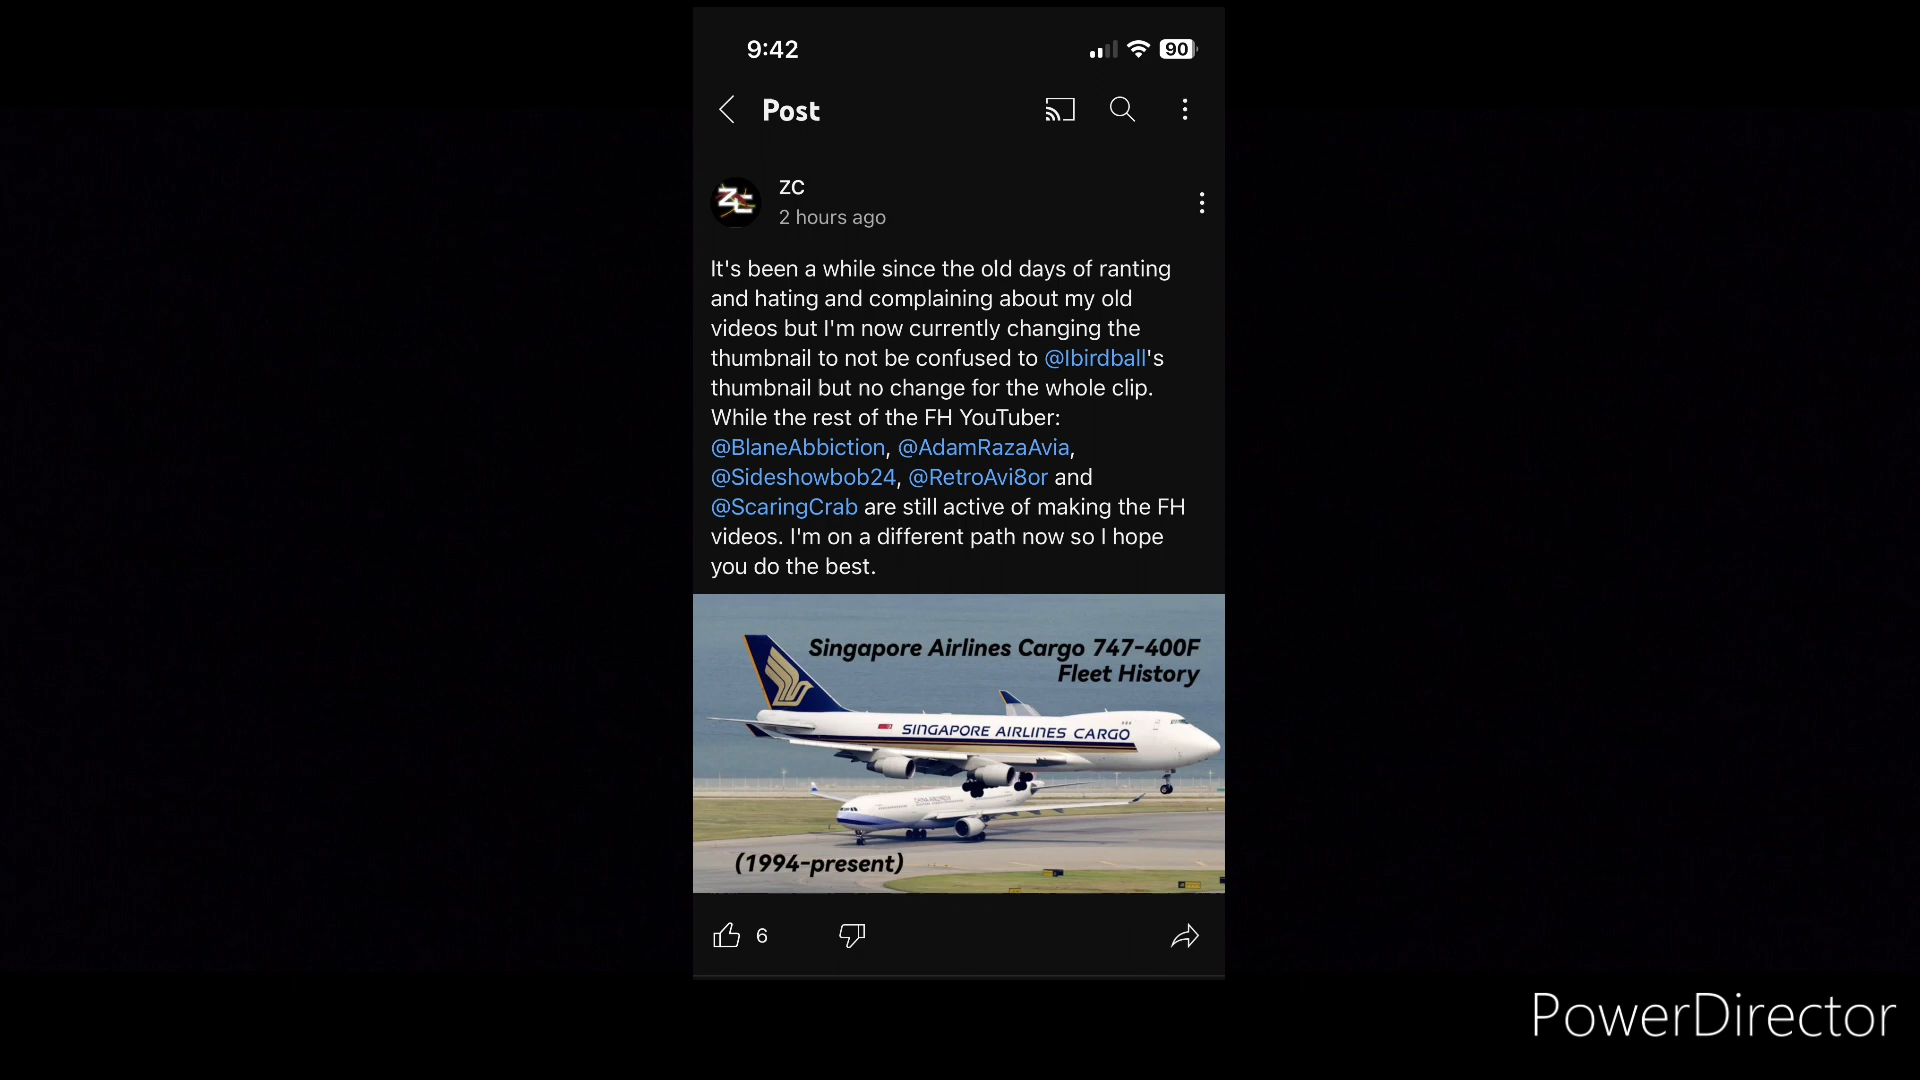 9:42
90
Post
ZC
ZC
2 hours ago
It's been a while since the old days of ranting
and hating and complaining about my old
videos but I'm now currently changing the
thumbnail to not be confused to @Ibirdball's
thumbnail but no change for the whole clip.
While the rest of the FH YouTuber:
@BlaneAbbiction, @AdamRazaAvia,
@Sideshowbob24, @RetroAvi8or and
@ScaringCrab are still active of making the FH
videos. I'm on a different path now so I hope
you do the best.
Singapore Airlines Cargo 747-400F
Fleet History
SINGAPORE AIRLINES CARGO
(1994-present)
6
PowerDirector